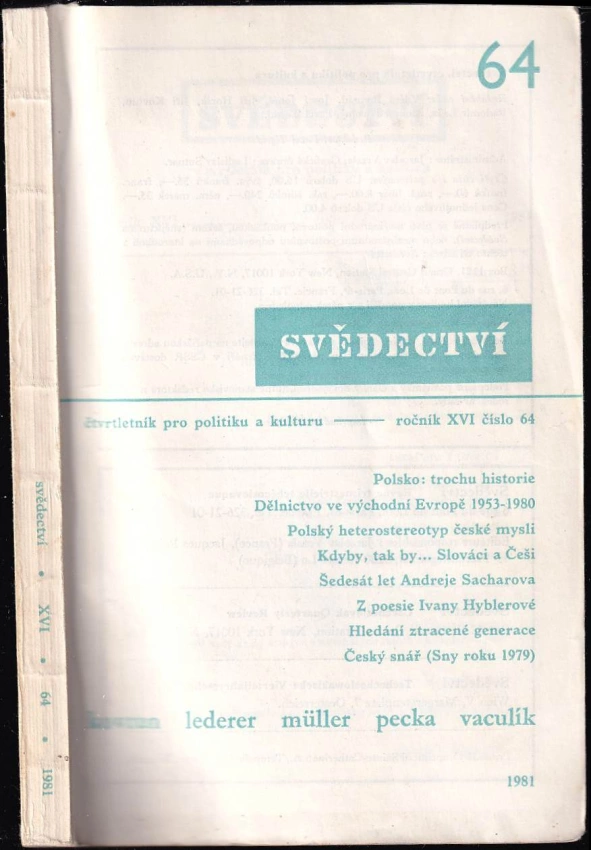 64
SVĚDECTVÍ
čtvrtletník pro politiku a kulturu — ročník XVI číslo 64
Polsko: trochu historie
Dělnictvo ve východní Evropě 1953-1980
Polský heterostereotyp české mysli
Kdyby, tak by... Slováci a Češi
Šedesát let Andreje Sacharova
Z poesie Ivany Hyblerové
Hledání ztracené generace
Český snář (Sny roku 1979)
lederer müller pecka vaculík
1981
svědectví • XVI • 64 • 1981